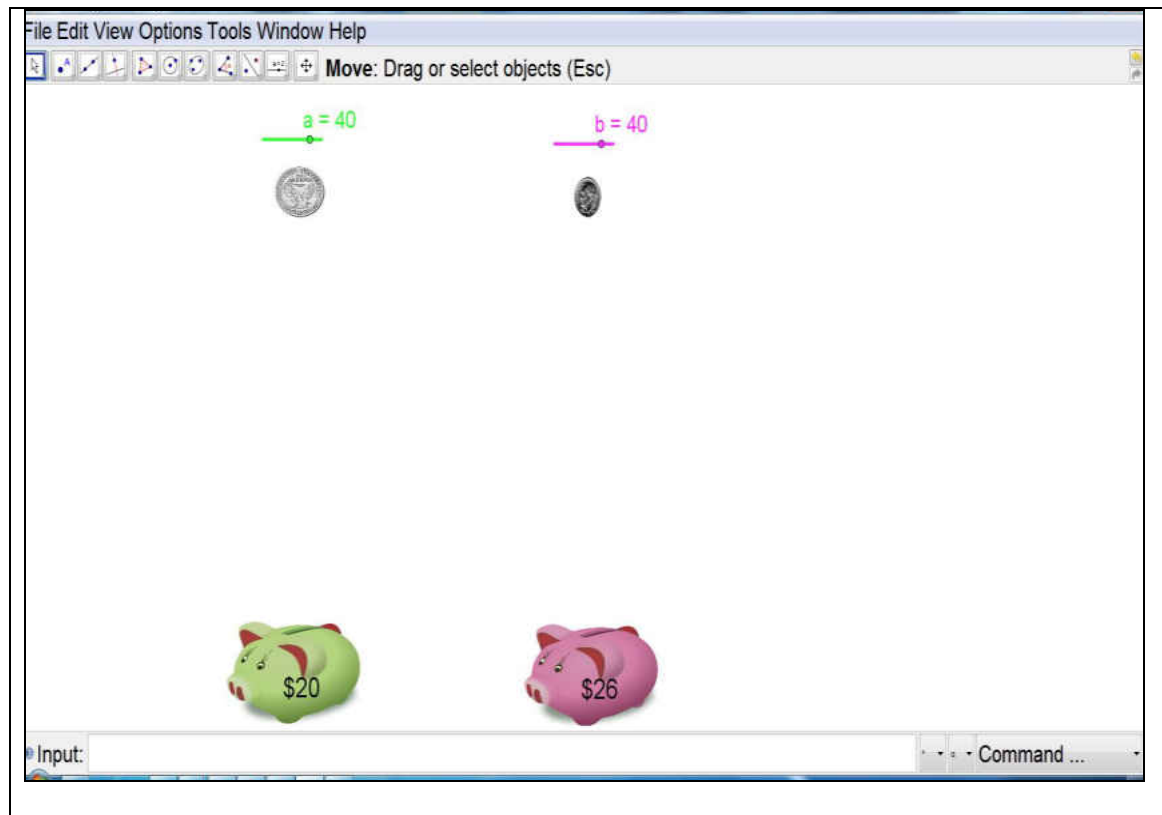 File Edit View Options Tools Window Help
Move: Drag or select objects (Esc)
a = 40
b = 40
$20
$26
Input:
Command ...